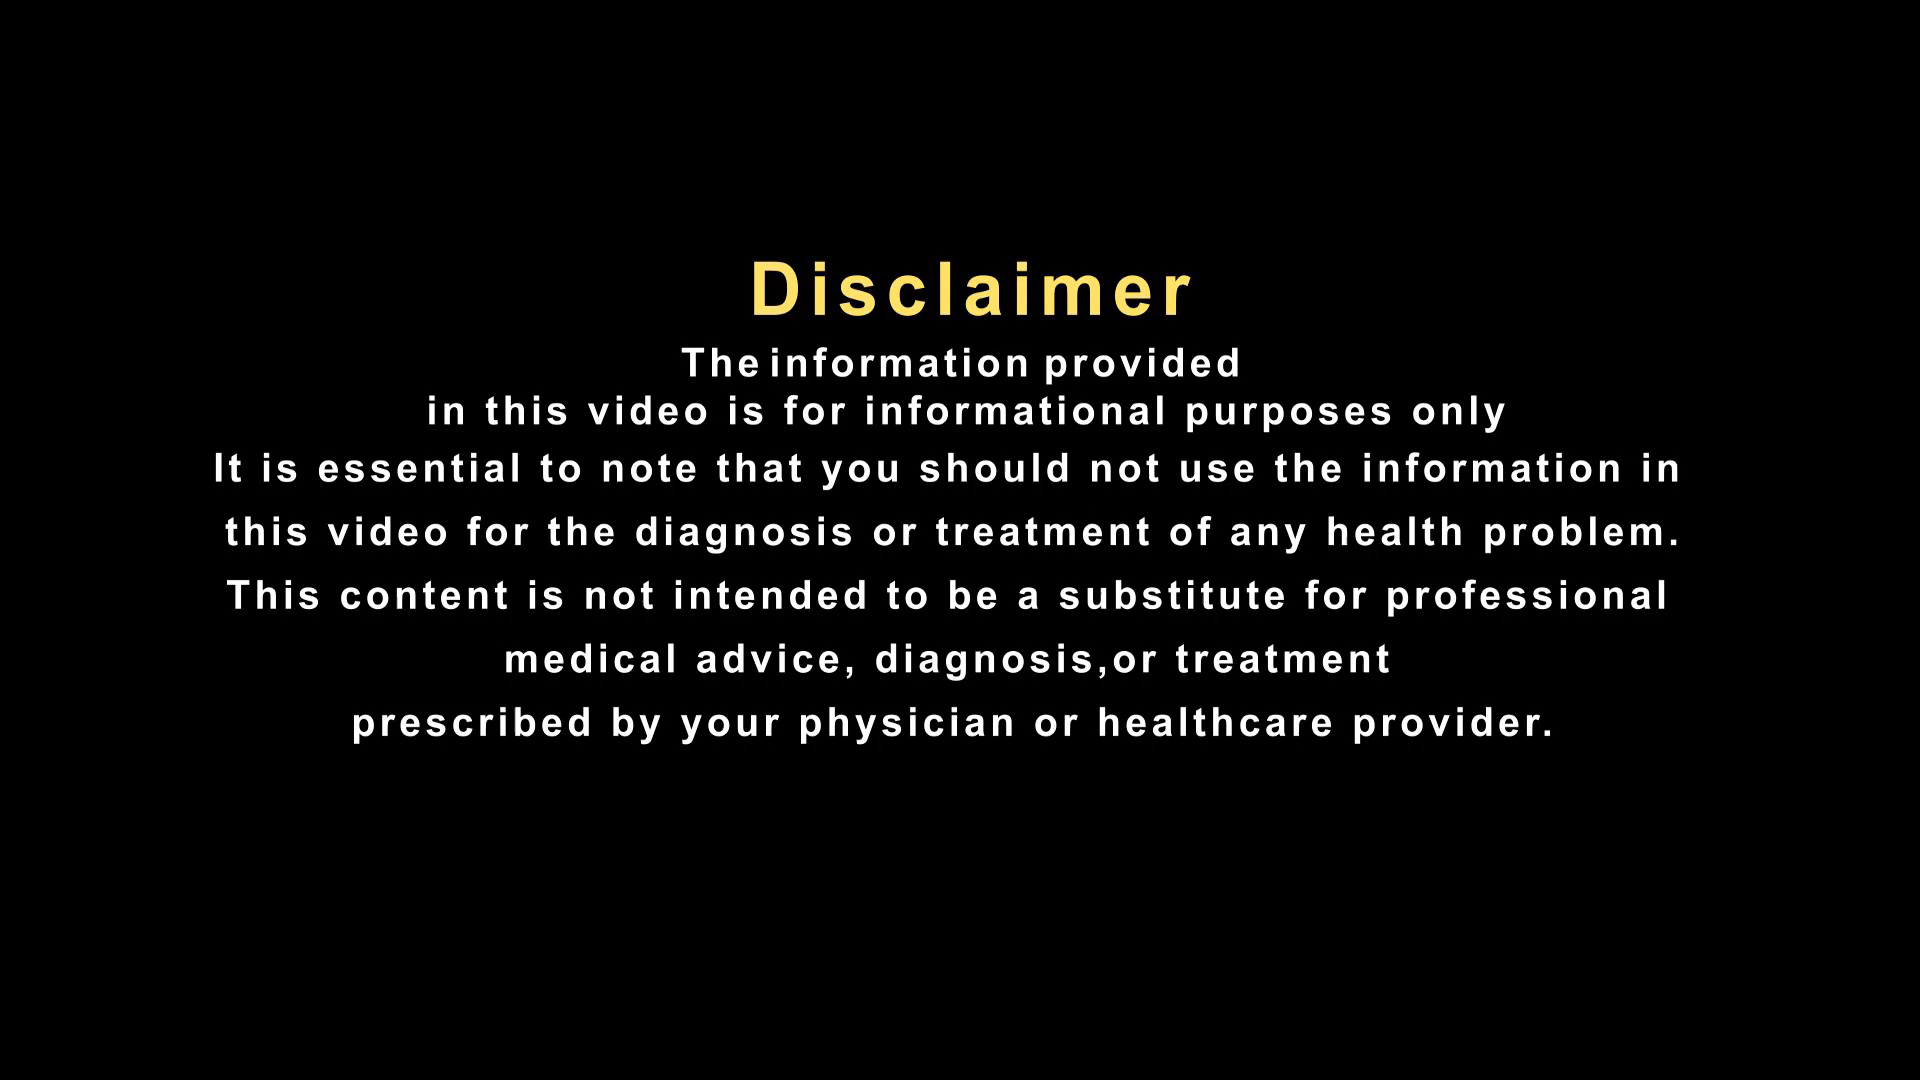 Disclaimer
The information provided
in this video is for informational purposes only
It is essential to note that you should not use the information in
this video for the diagnosis or treatment of any health problem.
This content is not intended to be a substitute for professional
medical advice, diagnosis,or treatment
prescribed by your physician or healthcare provider.